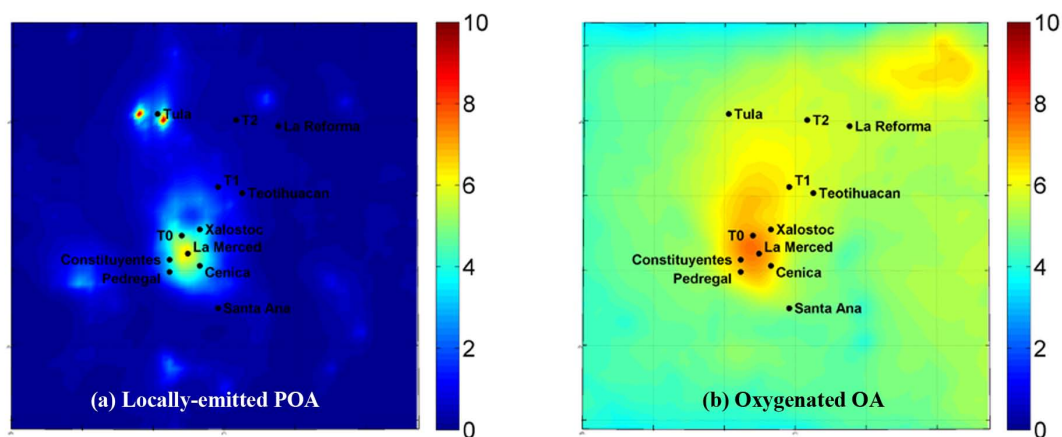 10
8
6
4
2
0
Tula
T2
La Reforma
T1
Teotihuacan
Xalostoc
T0
La Merced
Constituyentes
Cenica
Pedregal
Santa Ana
(a) Locally-emitted POA
10
8
6
4
2
0
Tula
T2
La Reforma
T1
Teotihuacan
Xalostoc
T0
La Merced
Constituyentes
Cenica
Pedregal
Santa Ana
(b) Oxygenated OA